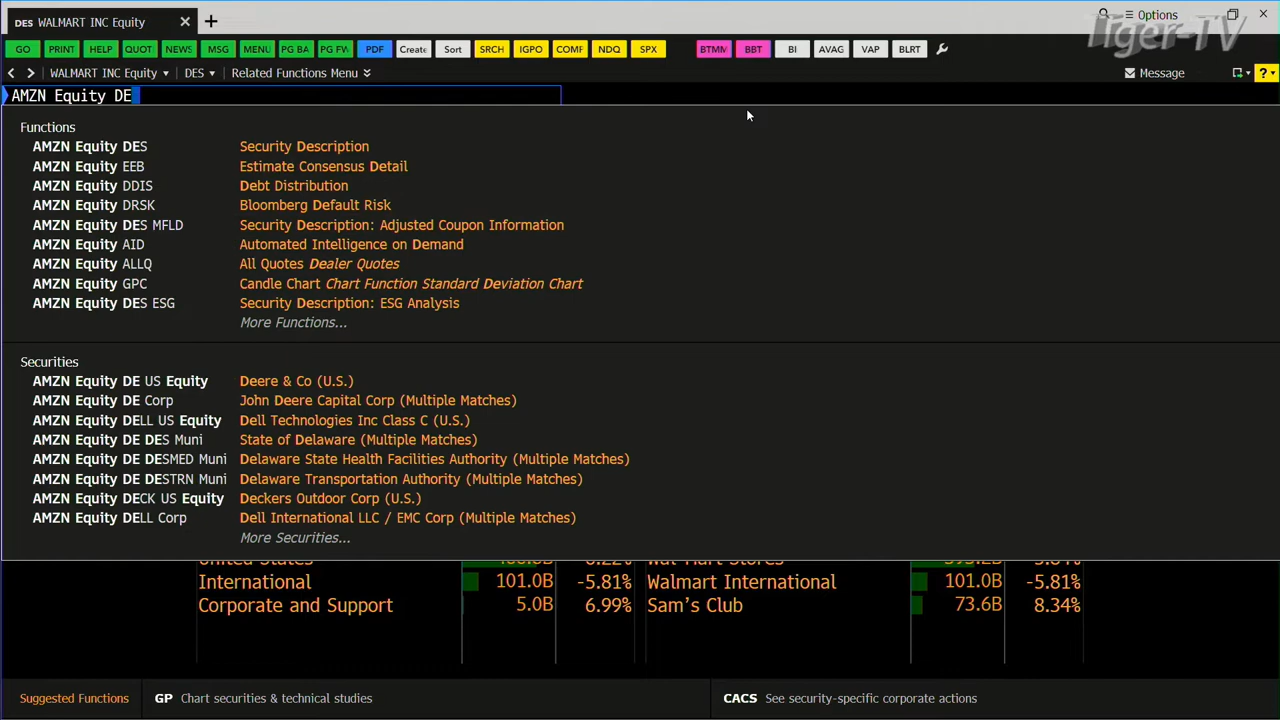 DES WALMART INC Equity
Options
Tiger-TV
GO PRINT HELP QUOT NEWS MSG MENU PG BA PG FW PDF Create Sort SRCH IGPO COMF NDQ SPX BTMM BBT BI AVAG VAP BLRT
WALMART INC Equity DES Related Functions Menu Message ?
AMZN Equity DE
Functions
AMZN Equity DES Security Description
AMZN Equity EEB Estimate Consensus Detail
AMZN Equity DDIS Debt Distribution
AMZN Equity DRSK Bloomberg Default Risk
AMZN Equity DES MFLD Security Description: Adjusted Coupon Information
AMZN Equity AID Automated Intelligence on Demand
AMZN Equity ALLQ All Quotes Dealer Quotes
AMZN Equity GPC Candle Chart Chart Function Standard Deviation Chart
AMZN Equity DES ESG Security Description: ESG Analysis
More Functions...
Securities
AMZN Equity DE US Equity Deere & Co (U.S.)
AMZN Equity DE Corp John Deere Capital Corp (Multiple Matches)
AMZN Equity DELL US Equity Dell Technologies Inc Class C (U.S.)
AMZN Equity DE DES Muni State of Delaware (Multiple Matches)
AMZN Equity DE DESMED Muni Delaware State Health Facilities Authority (Multiple Matches)
AMZN Equity DE DESTRN Muni Delaware Transportation Authority (Multiple Matches)
AMZN Equity DECK US Equity Deckers Outdoor Corp (U.S.)
AMZN Equity DELL Corp Dell International LLC / EMC Corp (Multiple Matches)
More Securities...
United States Wal-Mart Stores
International 101.0B -5.81% Walmart International 101.0B -5.81%
Corporate and Support 5.0B 6.99% Sam's Club 73.6B 8.34%
Suggested Functions GP Chart securities & technical studies CACS See security-specific corporate actions